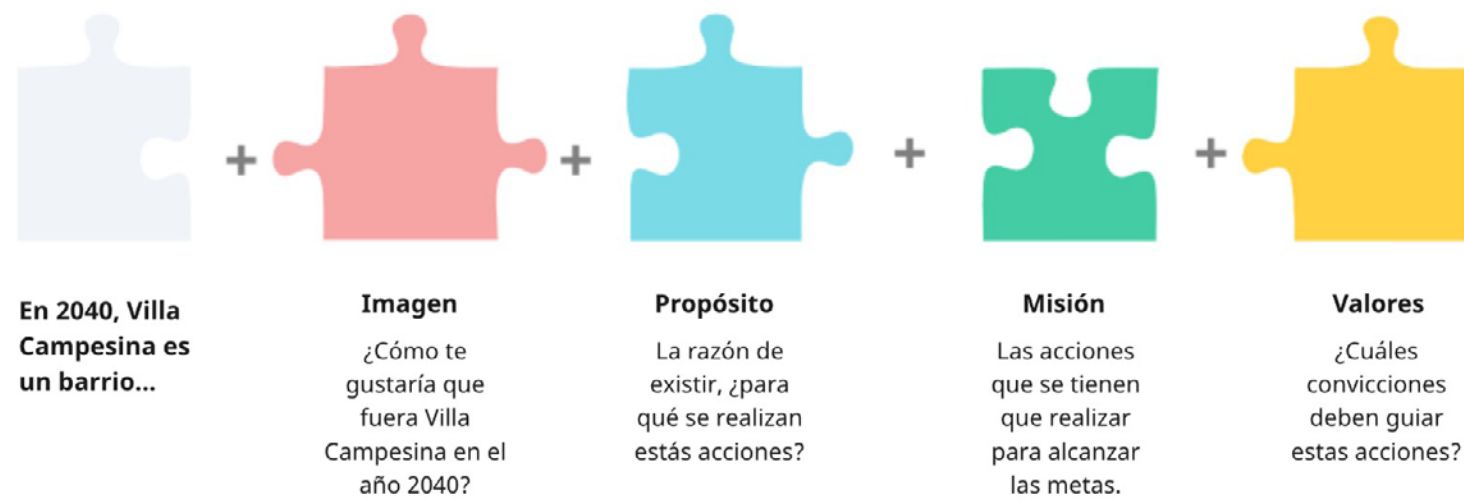 +
+
+
+
En 2040, Villa
Campesina es
un barrio...
Imagen
¿Cómo te
gustaría que
fuera Villa
Campesina en el
año 2040?
Propósito
La razón de
existir, ¿para
qué se realizan
estás acciones?
Misión
Las acciones
que se tienen
que realizar
para alcanzar
las metas.
Valores
¿Cuáles
convicciones
deben guiar
estas acciones?